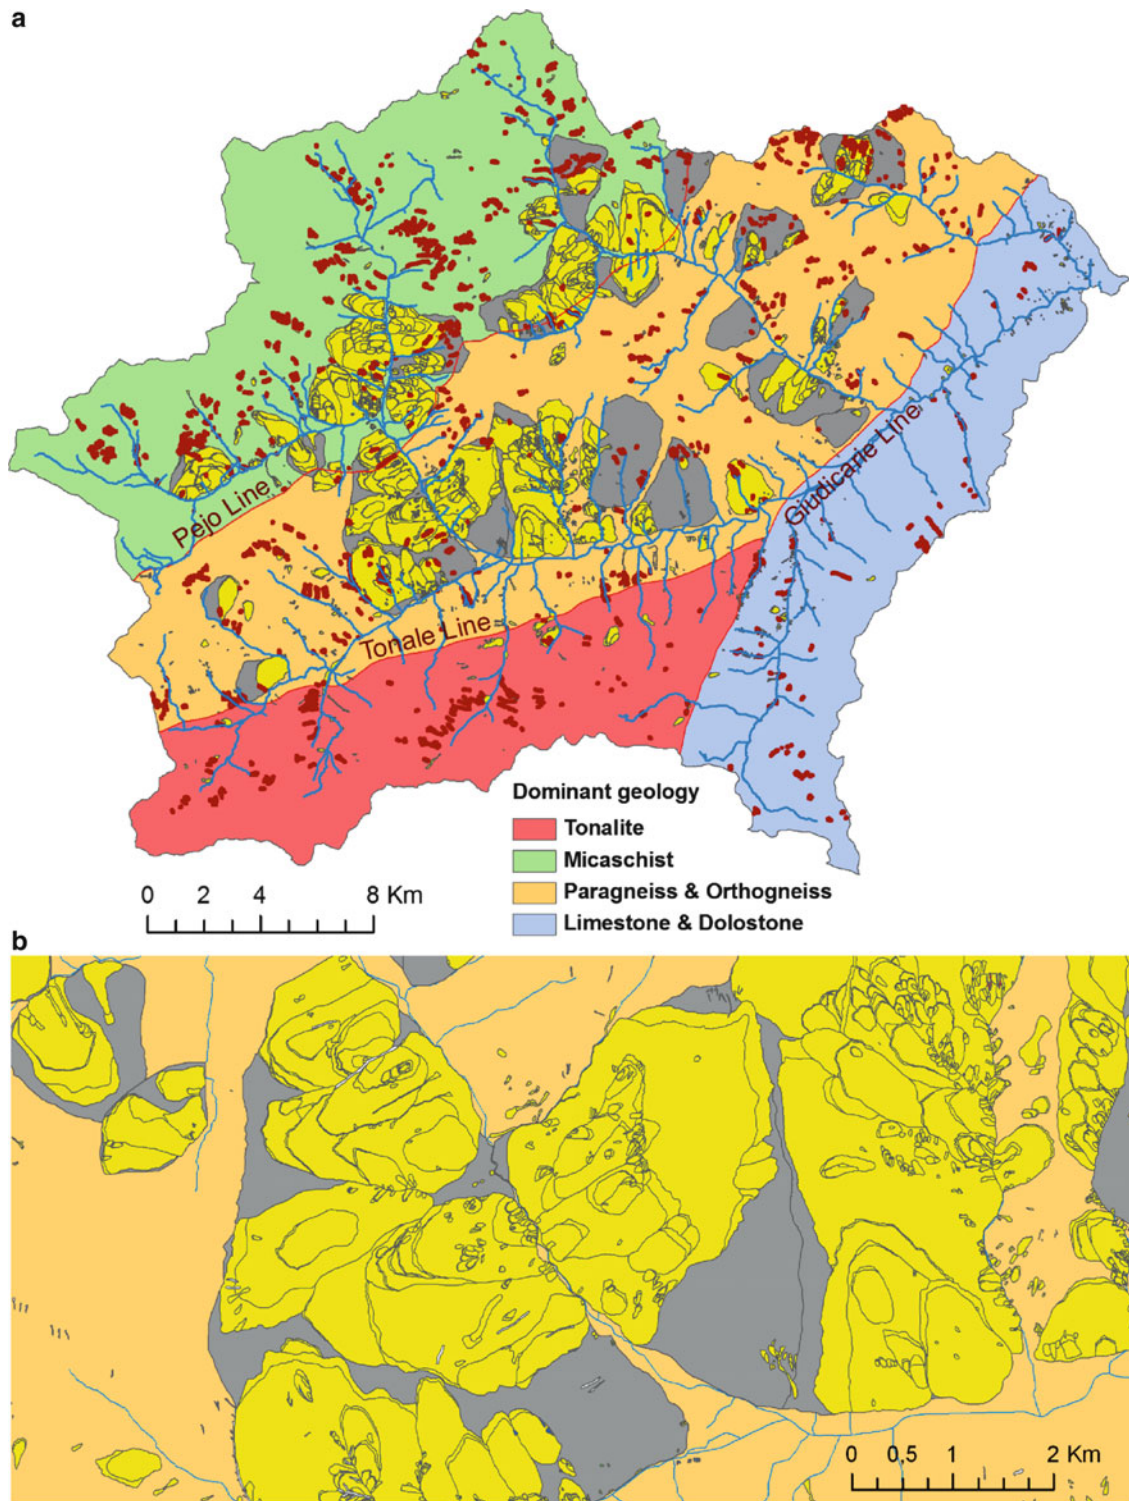 a
Pejo Line
Giudicarie Line
Tonale Line
Dominant geology
Tonalite
Micaschist
Paragneiss & Orthogneiss
Limestone & Dolostone
0 2 4 8 Km
b
0 0,5 1 2 Km